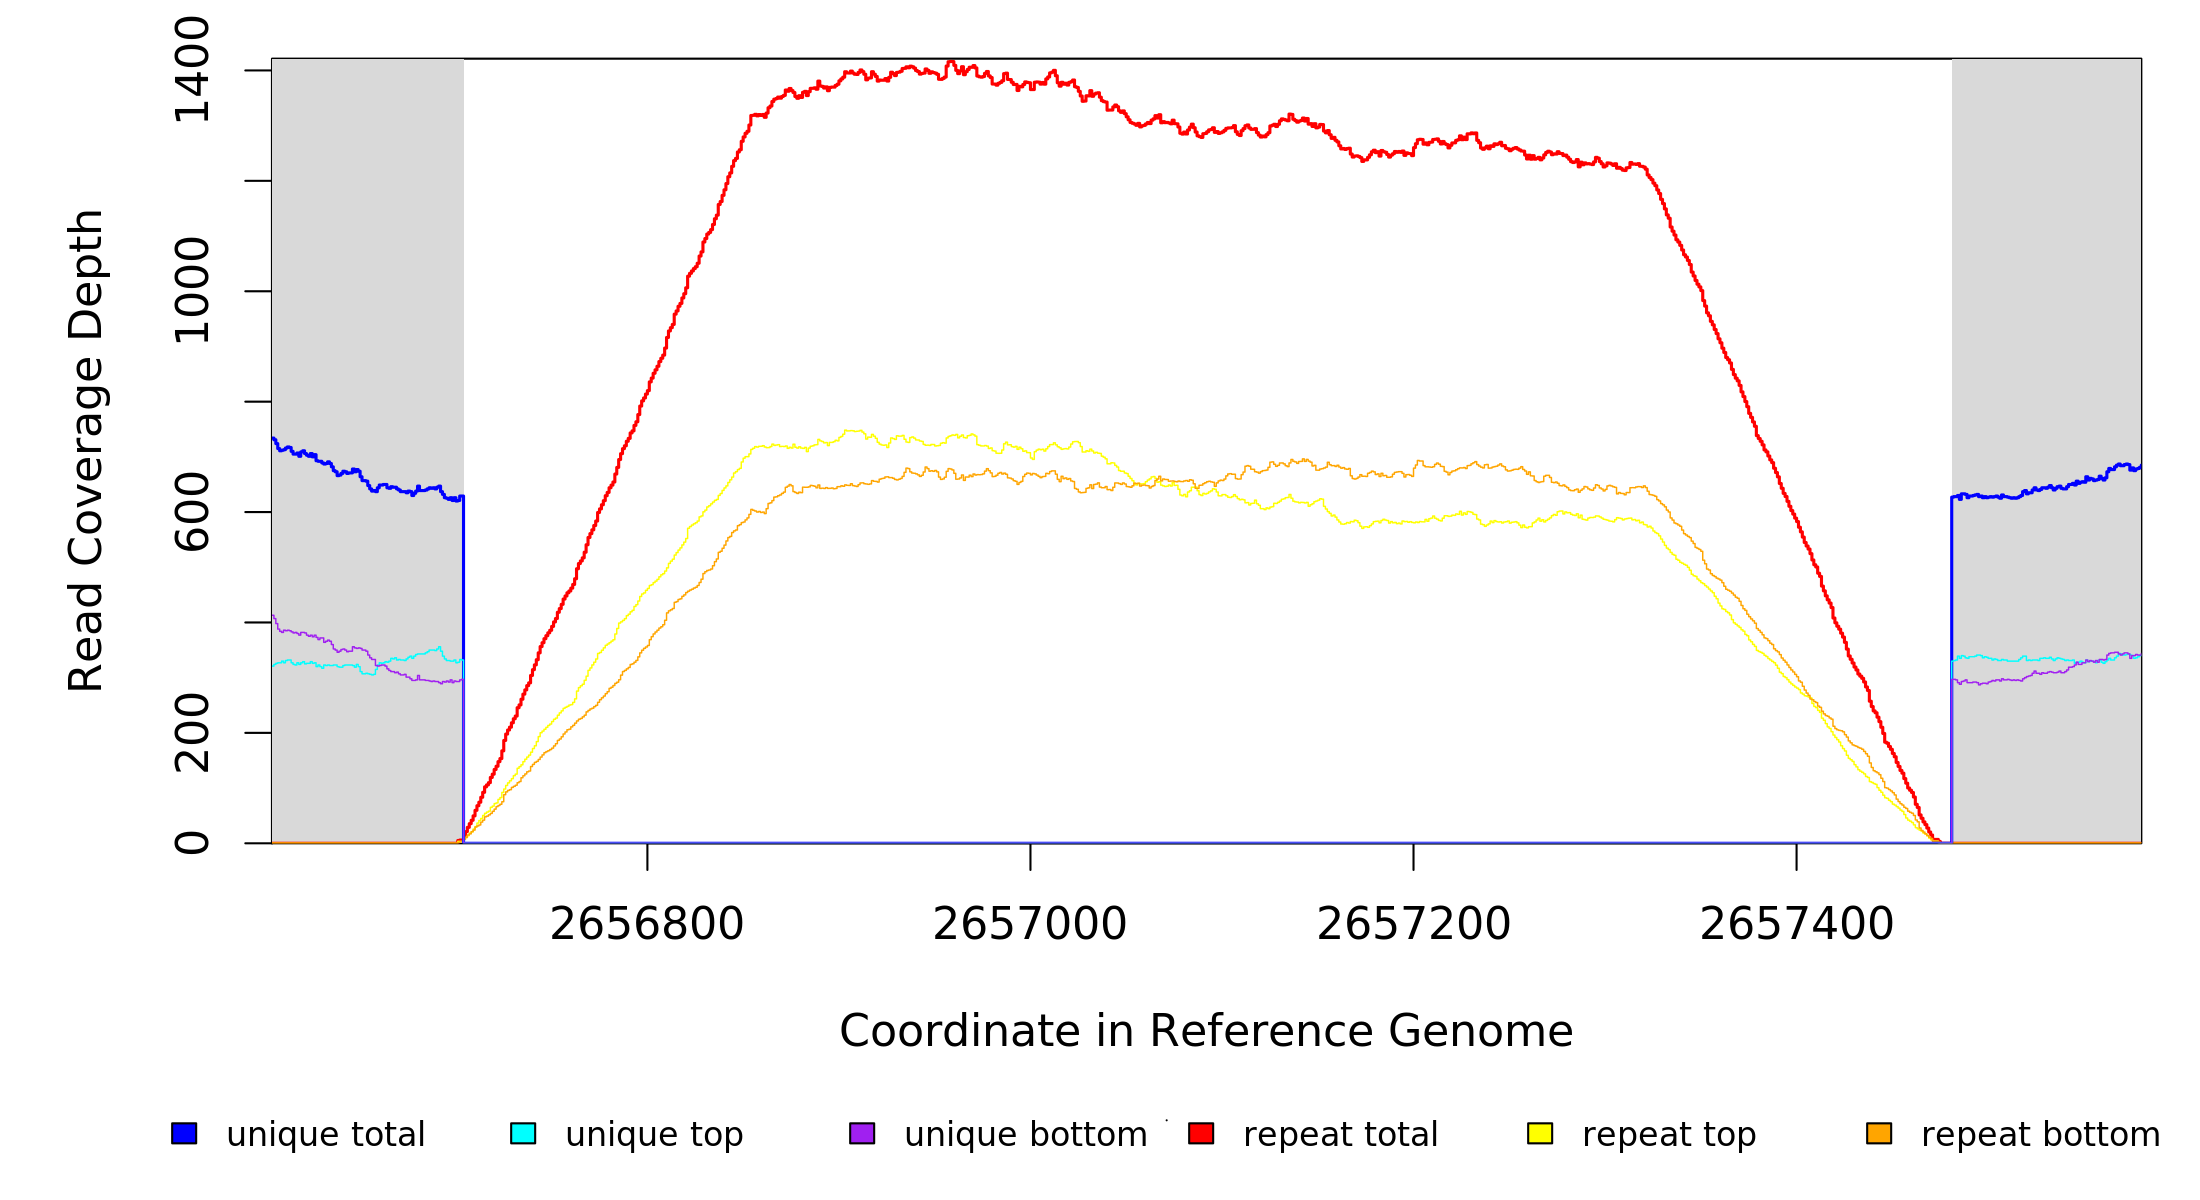 Read Coverage Depth
1400
1000
600
200
0
2656800 2657000 2657200 2657400
Coordinate in Reference Genome
unique total unique top unique bottom repeat total repeat top repeat bottom